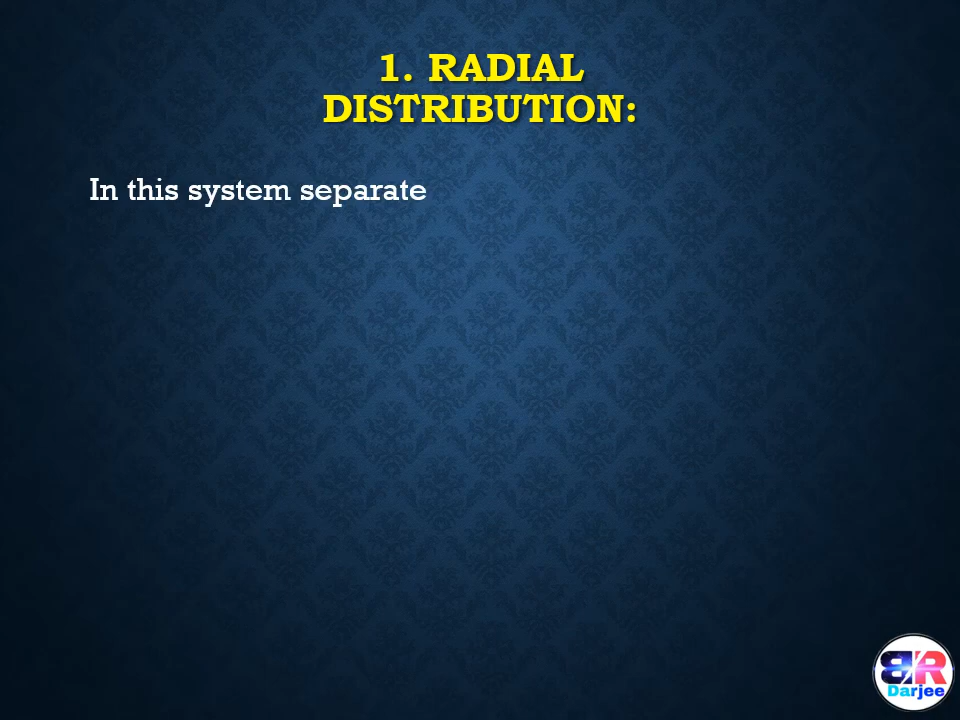 1. RADIAL
DISTRIBUTION:
In this system separate
BR
Darjee